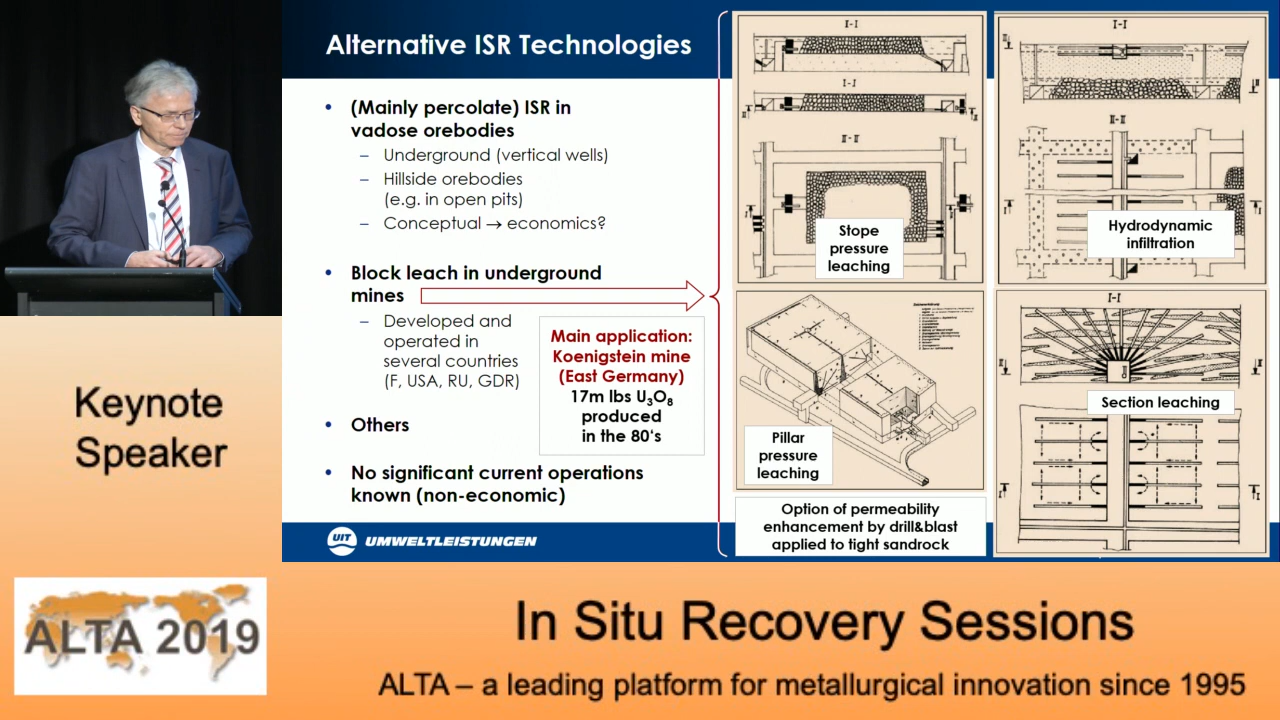 Alternative ISR Technologies
• (Mainly percolate) ISR in
vadose orebodies
– Underground (vertical wells)
– Hillside orebodies
(e.g. in open pits)
– Conceptual → economics?
• Block leach in underground
mines
– Developed and
operated in
several countries
(F, USA, RU, GDR)
Main application:
Koenigstein mine
(East Germany)
17m lbs U₃O₈
produced
in the 80's
• Others
• No significant current operations
known (non-economic)
UIT UMWELTLEISTUNGEN
I-I
I-I
II-II
Stope
pressure
leaching
I-I
II-II
Hydrodynamic
infiltration
Pillar
pressure
leaching
I-I
Section leaching
Option of permeability
enhancement by drill&blast
applied to tight sandrock
Keynote
Speaker
ALTA 2019
In Situ Recovery Sessions
ALTA – a leading platform for metallurgical innovation since 1995